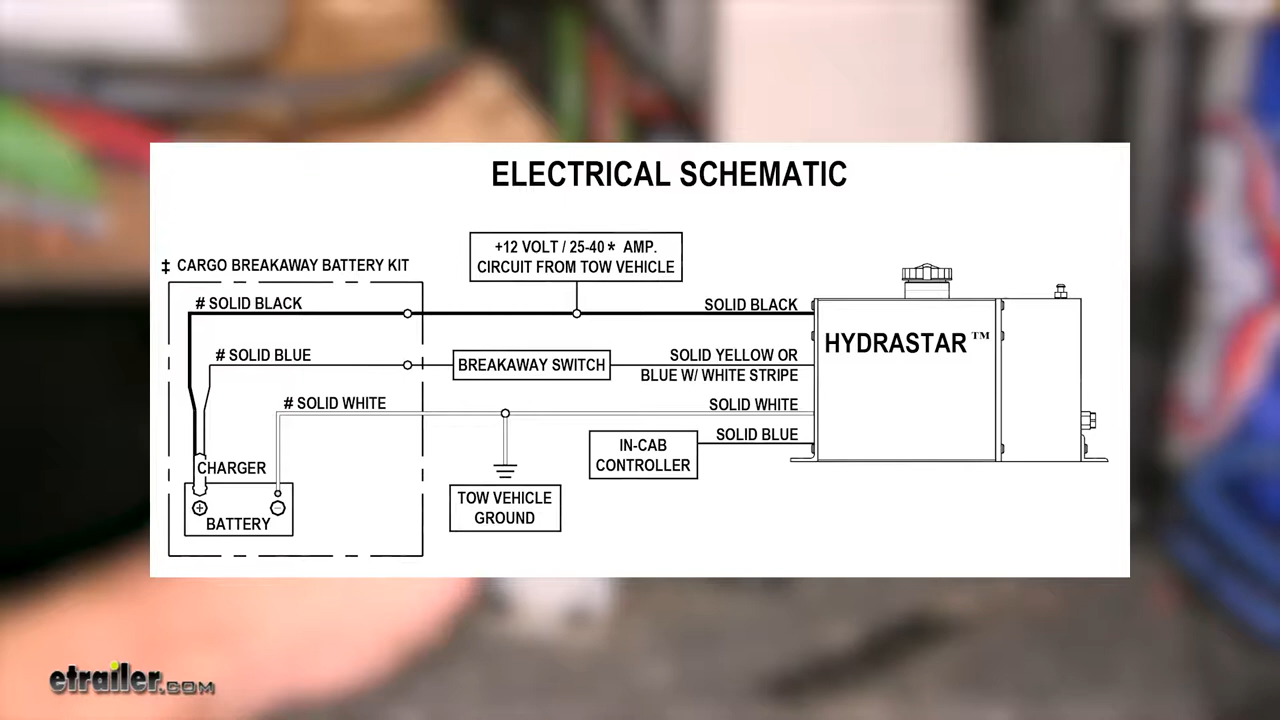 ELECTRICAL SCHEMATIC
+12 VOLT / 25-40* AMP.
CIRCUIT FROM TOW VEHICLE
‡ CARGO BREAKAWAY BATTERY KIT
# SOLID BLACK
SOLID BLACK
HYDRASTAR™
# SOLID BLUE
BREAKAWAY SWITCH
SOLID YELLOW OR
BLUE W/ WHITE STRIPE
# SOLID WHITE
SOLID WHITE
SOLID BLUE
IN-CAB
CONTROLLER
CHARGER
BATTERY
TOW VEHICLE
GROUND
etrailer.COM